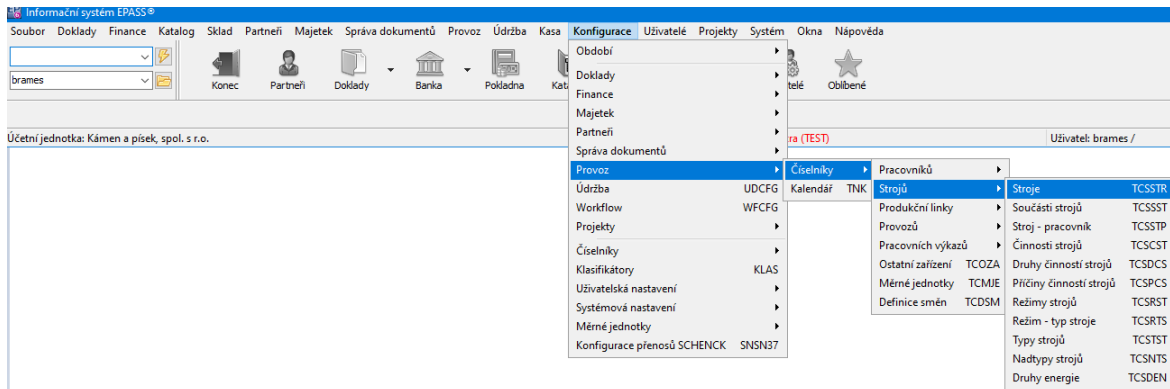 Informační systém EPASS®
Soubor Doklady Finance Katalog Sklad Partneři Majetek Správa dokumentů Provoz Údržba Kasa Konfigurace Uživatelé Projekty Systém Okna Nápověda
brames
Konec Partneři Doklady Banka Pokladna
Oblíbené
Účetní jednotka: Kámen a písek, spol. s r.o.
(TEST)
Uživatel: brames /
Období
Doklady
Finance
Majetek
Partneři
Správa dokumentů
Provoz
Údržba UDCFG
Workflow WFCFG
Projekty
Číselníky
Klasifikátory KLAS
Uživatelská nastavení
Systémová nastavení
Měrné jednotky
Konfigurace přenosů SCHENCK SNSN37
Číselníky
Kalendář TNK
Pracovníků
Strojů
Produkční linky
Provozů
Pracovních výkazů
Ostatní zařízení TCOZA
Měrné jednotky TCMJE
Definice směn TCDSM
Stroje TCSSTR
Součásti strojů TCSSST
Stroj - pracovník TCSSTP
Činnosti strojů TCSCST
Druhy činností strojů TCSDCS
Příčiny činností strojů TCSPCS
Režimy strojů TCSRST
Režim - typ stroje TCSRTS
Typy strojů TCSTST
Nadtypy strojů TCSNTS
Druhy energie TCSDEN